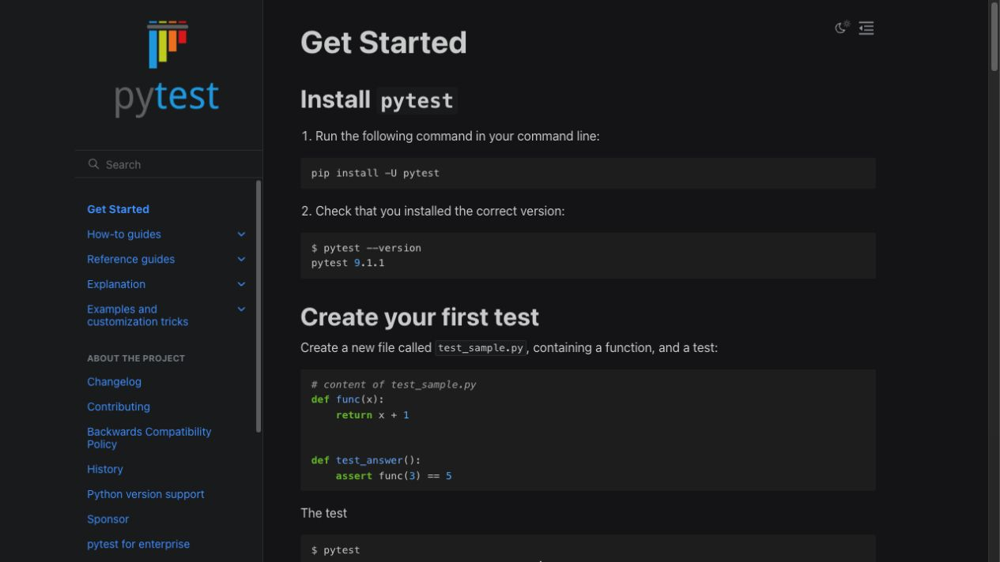 pytest
Search
Get Started
How-to guides
Reference guides
Explanation
Examples and
customization tricks
ABOUT THE PROJECT
Changelog
Contributing
Backwards Compatibility
Policy
History
Python version support
Sponsor
pytest for enterprise
Get Started
Install pytest
1. Run the following command in your command line:
pip install -U pytest
2. Check that you installed the correct version:
$ pytest --version
pytest 9.1.1
Create your first test
Create a new file called test_sample.py, containing a function, and a test:
# content of test_sample.py
def func(x):
    return x + 1
def test_answer():
    assert func(3) == 5
The test
$ pytest